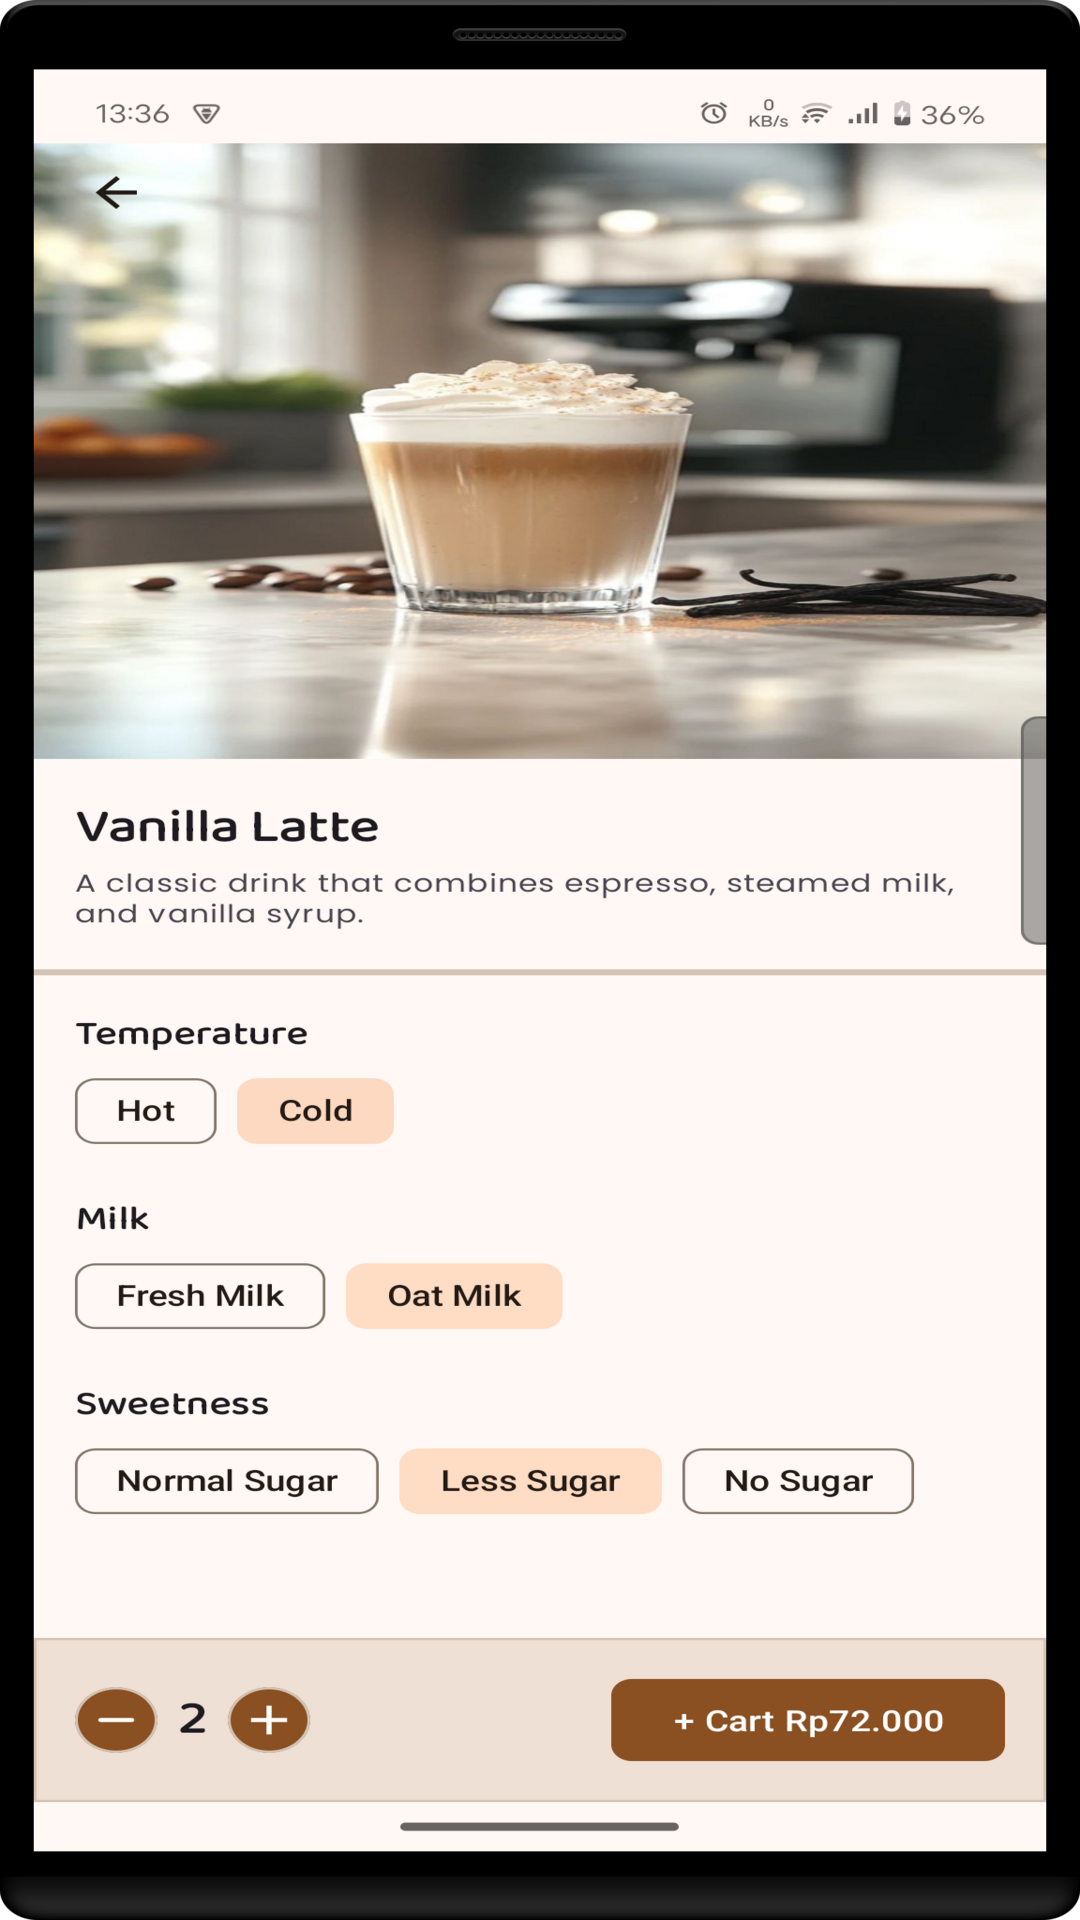 13:36
0
KB/s
36%
Vanilla Latte
A classic drink that combines espresso, steamed milk,
and vanilla syrup.
Temperature
Hot Cold
Milk
Fresh Milk Oat Milk
Sweetness
Normal Sugar Less Sugar No Sugar
2
+ Cart Rp72.000